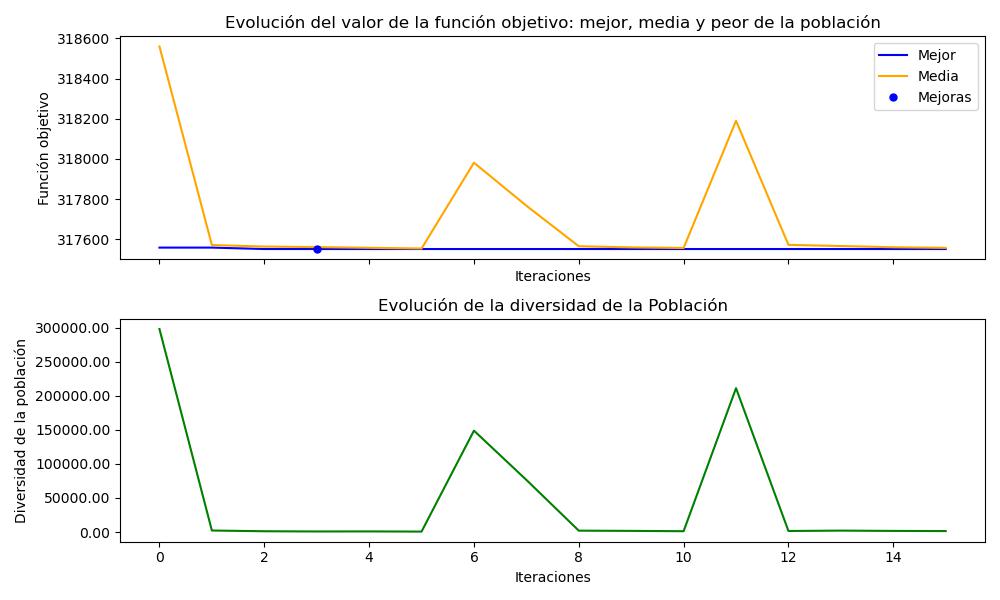 Evolución del valor de la función objetivo: mejor, media y peor de la población
318600
318400
318200
318000
317800
317600
Función objetivo
Mejor
Media
Mejoras
Iteraciones
Evolución de la diversidad de la Población
300000.00
250000.00
200000.00
150000.00
100000.00
50000.00
0.00
Diversidad de la población
0 2 4 6 8 10 12 14
Iteraciones